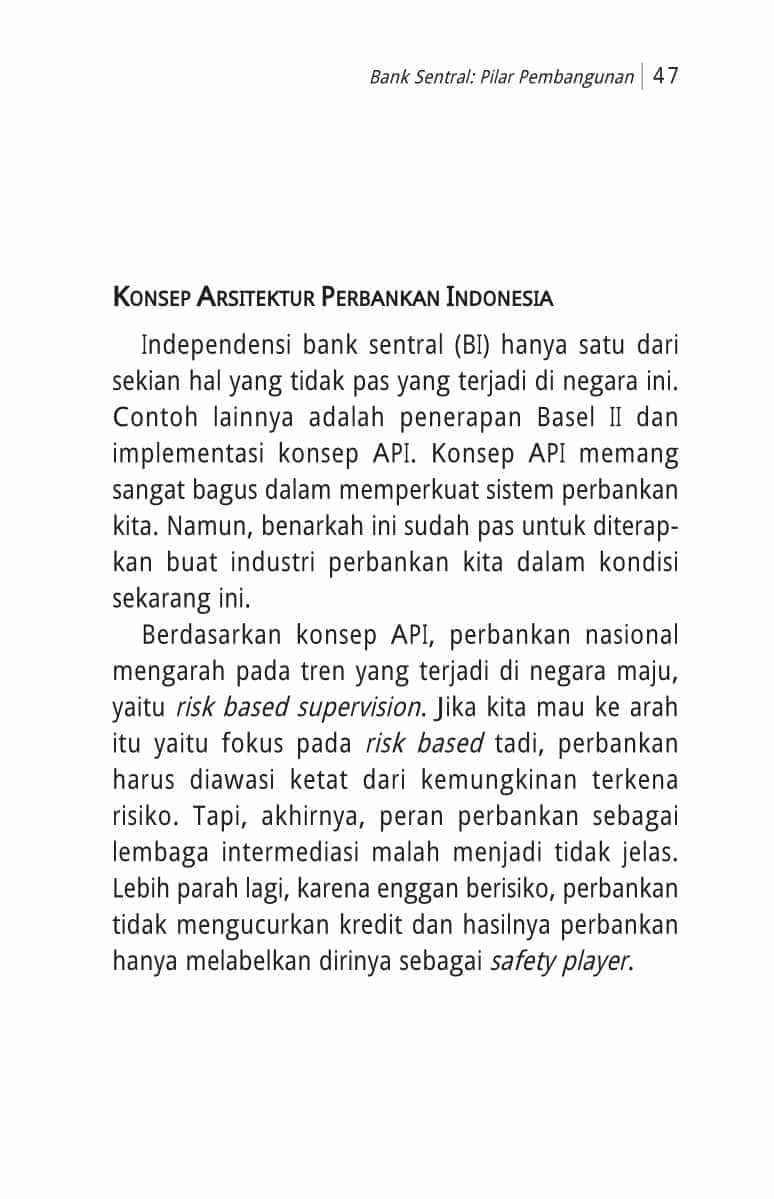 Bank Sentral: Pilar Pembangunan | 47
KONSEP ARSITEKTUR PERBANKAN INDONESIA
Independensi bank sentral (BI) hanya satu dari
sekian hal yang tidak pas yang terjadi di negara ini.
Contoh lainnya adalah penerapan Basel II dan
implementasi konsep API. Konsep API memang
sangat bagus dalam memperkuat sistem perbankan
kita. Namun, benarkah ini sudah pas untuk diterap-
kan buat industri perbankan kita dalam kondisi
sekarang ini.
Berdasarkan konsep API, perbankan nasional
mengarah pada tren yang terjadi di negara maju,
yaitu risk based supervision. Jika kita mau ke arah
itu yaitu fokus pada risk based tadi, perbankan
harus diawasi ketat dari kemungkinan terkena
risiko. Tapi, akhirnya, peran perbankan sebagai
lembaga intermediasi malah menjadi tidak jelas.
Lebih parah lagi, karena enggan berisiko, perbankan
tidak mengucurkan kredit dan hasilnya perbankan
hanya melabelkan dirinya sebagai safety player.